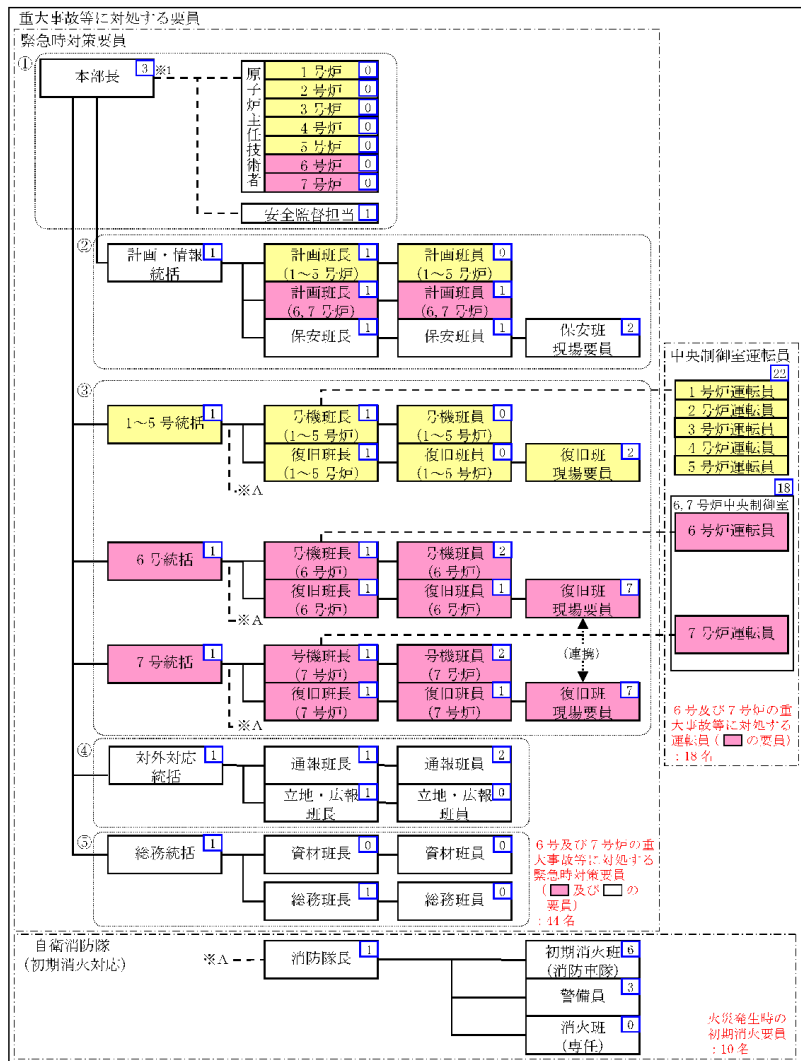 重大事故等に対処する要員
緊急時対策要員
①
本部長
3
※1
原子炉主任技術者
1号炉
0
2号炉
0
3号炉
0
4号炉
0
5号炉
0
6号炉
0
7号炉
0
安全監督担当
1
②
計画・情報
統括
1
計画班長
(1～5号炉)
1
計画班員
(1～5号炉)
0
計画班長
(6,7号炉)
1
計画班員
(6,7号炉)
1
保安班長
1
保安班員
1
保安班
現場要員
2
中央制御室運転員
22
1号炉運転員
2号炉運転員
3号炉運転員
4号炉運転員
5号炉運転員
18
6,7号炉中央制御室
6号炉運転員
7号炉運転員
6号及び7号炉の重
大事故等に対処する
運転員(の要員)
:18名
③
1～5号統括
1
※A
号機班長
(1～5号炉)
1
号機班員
(1～5号炉)
0
復旧班長
(1～5号炉)
1
復旧班員
(1～5号炉)
0
復旧班
現場要員
2
6号統括
1
※A
号機班長
(6号炉)
1
号機班員
(6号炉)
2
復旧班長
(6号炉)
1
復旧班員
(6号炉)
1
復旧班
現場要員
7
(連携)
7号統括
1
※A
号機班長
(7号炉)
1
号機班員
(7号炉)
2
復旧班長
(7号炉)
1
復旧班員
(7号炉)
1
復旧班
現場要員
7
④
対外対応
統括
1
通報班長
1
通報班員
2
立地・広報
班長
1
立地・広報
班員
0
⑤
総務統括
1
資材班長
0
資材班員
0
総務班長
1
総務班員
0
6号及び7号炉の重
大事故等に対処する
緊急時対策要員
(及びの
要員)
:44名
自衛消防隊
(初期消火対応)
※A
消防隊長
1
初期消火班
(消防車隊)
6
警備員
3
消火班
(専任)
0
火災発生時の
初期消火要員
:10名